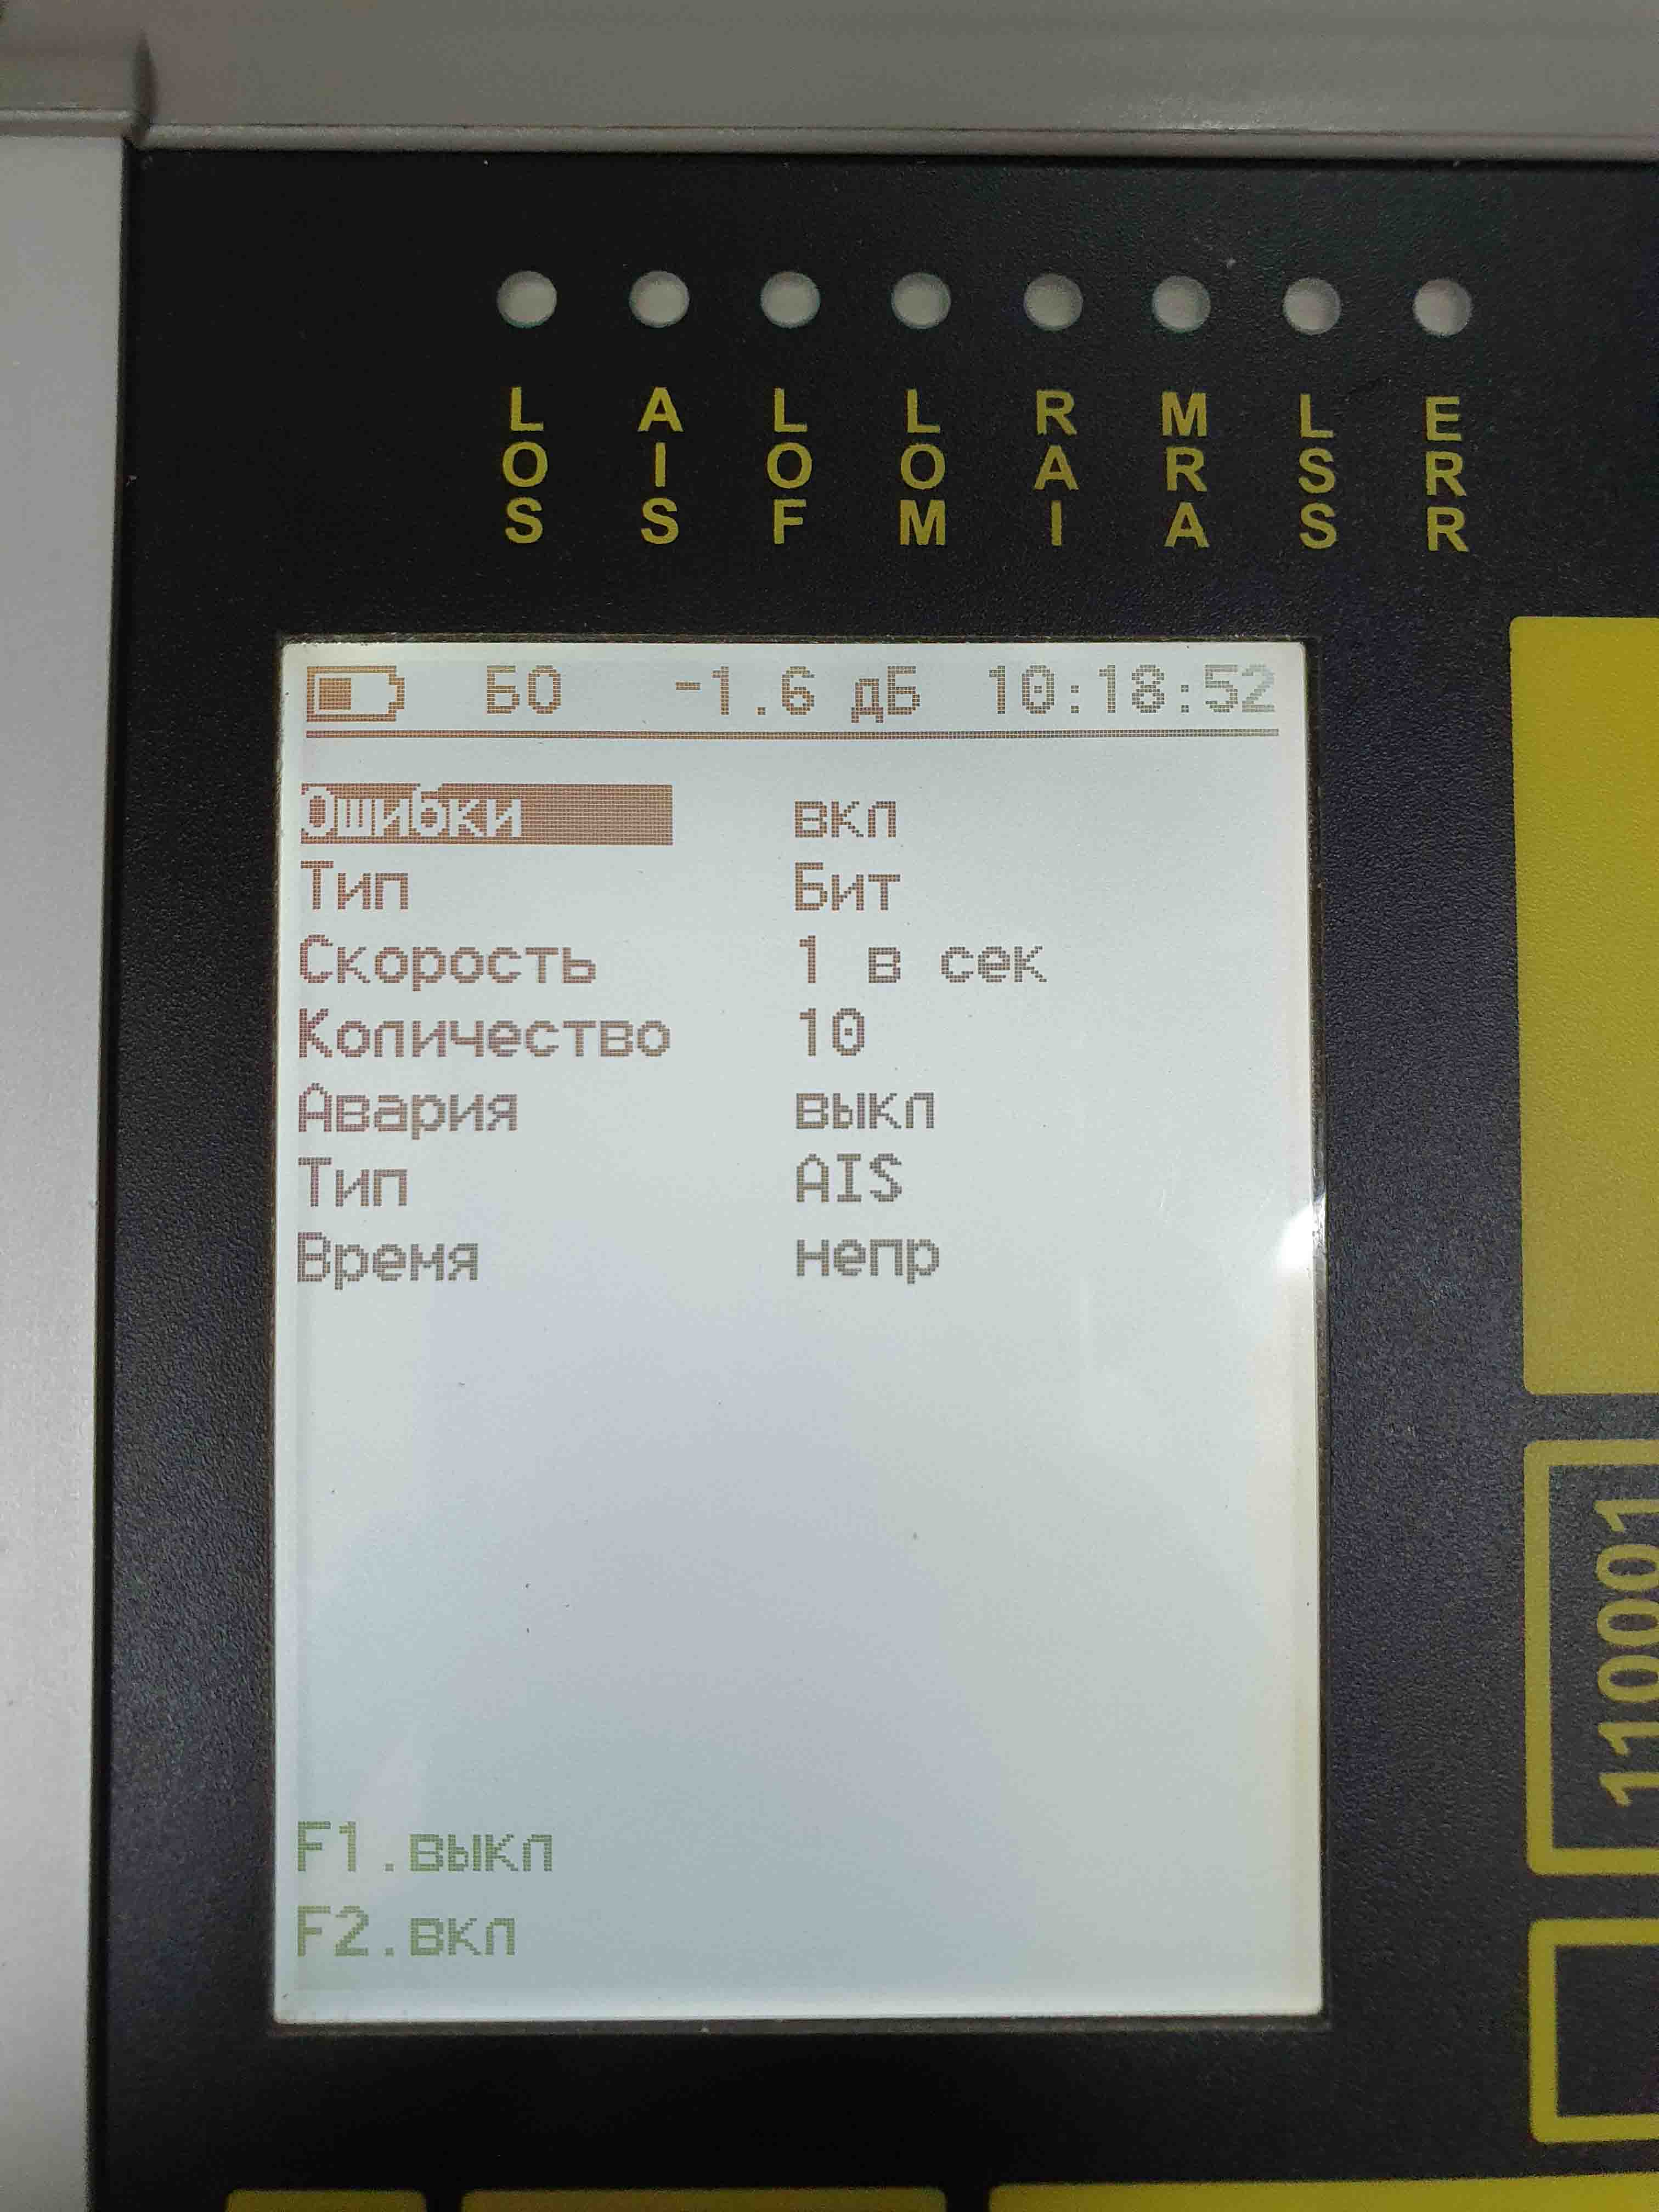 LOS AIS LOF LOM RAI MRA LSS ERR
БО -1.6 дБ 10:18:52
Ошибки вкл
Тип Бит
Скорость 1 в сек
Количество 10
Авария выкл
Тип AIS
Время непр
F1.выкл
F2.вкл
110001